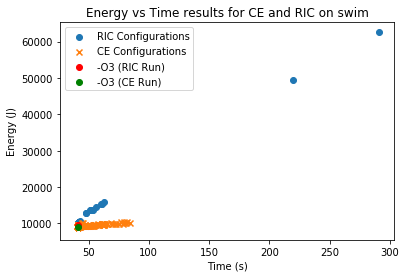 Energy vs Time results for CE and RIC on swim
RIC Configurations
CE Configurations
-O3 (RIC Run)
-O3 (CE Run)
60000
50000
40000
30000
20000
10000
Energy (J)
50 100 150 200 250 300
Time (s)